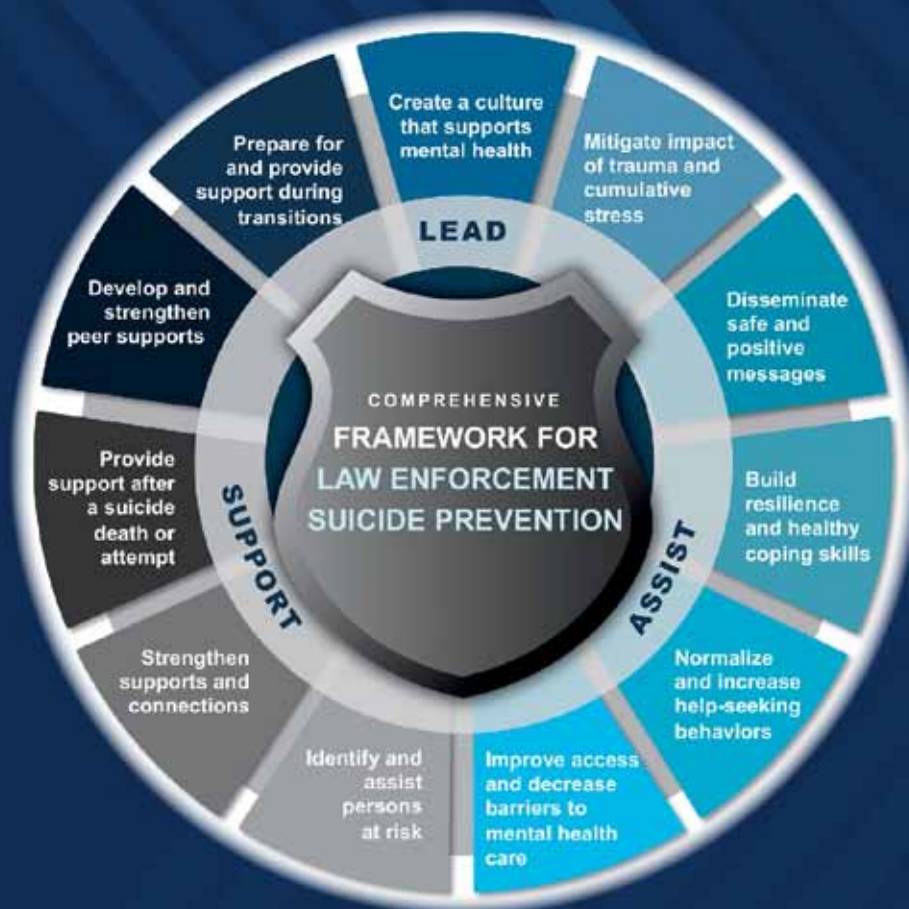 COMPREHENSIVE
FRAMEWORK FOR
LAW ENFORCEMENT
SUICIDE PREVENTION
LEAD
ASSIST
SUPPORT
Create a culture
that supports
mental health
Mitigate impact
of trauma and
cumulative
stress
Disseminate
safe and
positive
messages
Build
resilience
and healthy
coping skills
Normalize
and increase
help-seeking
behaviors
Improve access
and decrease
barriers to
mental health
care
Identify and
assist
persons
at risk
Strengthen
supports and
connections
Provide
support after
a suicide
death or
attempt
Develop and
strengthen
peer supports
Prepare for
and provide
support during
transitions